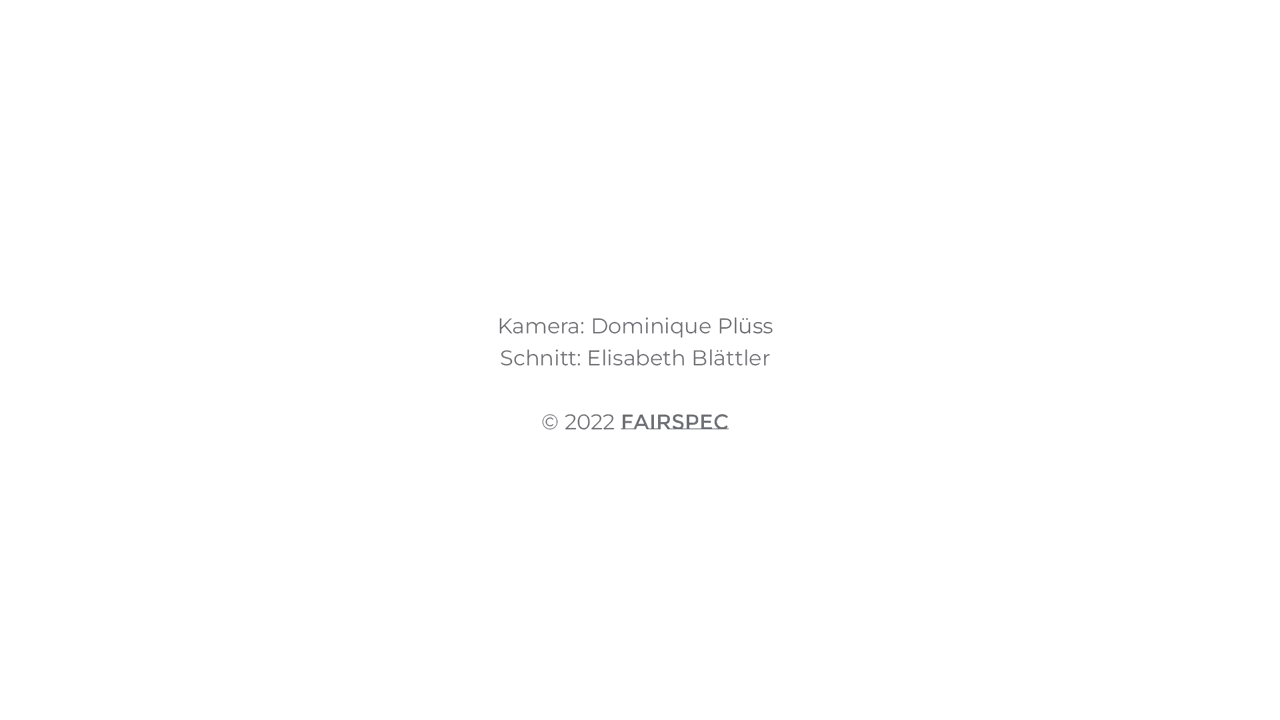 Kamera: Dominique Plüss
Schnitt: Elisabeth Blättler
© 2022 FAIRSPEC